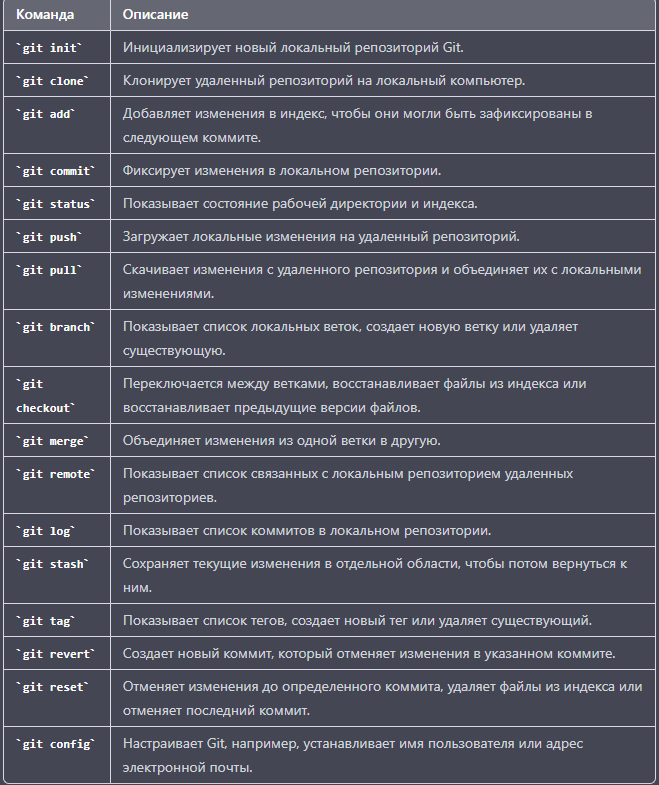 Команда Описание
`git init` Инициализирует новый локальный репозиторий Git.
`git clone` Клонирует удаленный репозиторий на локальный компьютер.
`git add` Добавляет изменения в индекс, чтобы они могли быть зафиксированы в
следующем коммите.
`git commit` Фиксирует изменения в локальном репозитории.
`git status` Показывает состояние рабочей директории и индекса.
`git push` Загружает локальные изменения на удаленный репозиторий.
`git pull` Скачивает изменения с удаленного репозитория и объединяет их с локальными
изменениями.
`git branch` Показывает список локальных веток, создает новую ветку или удаляет
существующую.
`git Переключается между ветками, восстанавливает файлы из индекса или
checkout` восстанавливает предыдущие версии файлов.
`git merge` Объединяет изменения из одной ветки в другую.
`git remote` Показывает список связанных с локальным репозиторием удаленных
репозиториев.
`git log` Показывает список коммитов в локальном репозитории.
`git stash` Сохраняет текущие изменения в отдельной области, чтобы потом вернуться к
ним.
`git tag` Показывает список тегов, создает новый тег или удаляет существующий.
`git revert` Создает новый коммит, который отменяет изменения в указанном коммите.
`git reset` Отменяет изменения до определенного коммита, удаляет файлы из индекса или
отменяет последний коммит.
`git config` Настраивает Git, например, устанавливает имя пользователя или адрес
электронной почты.